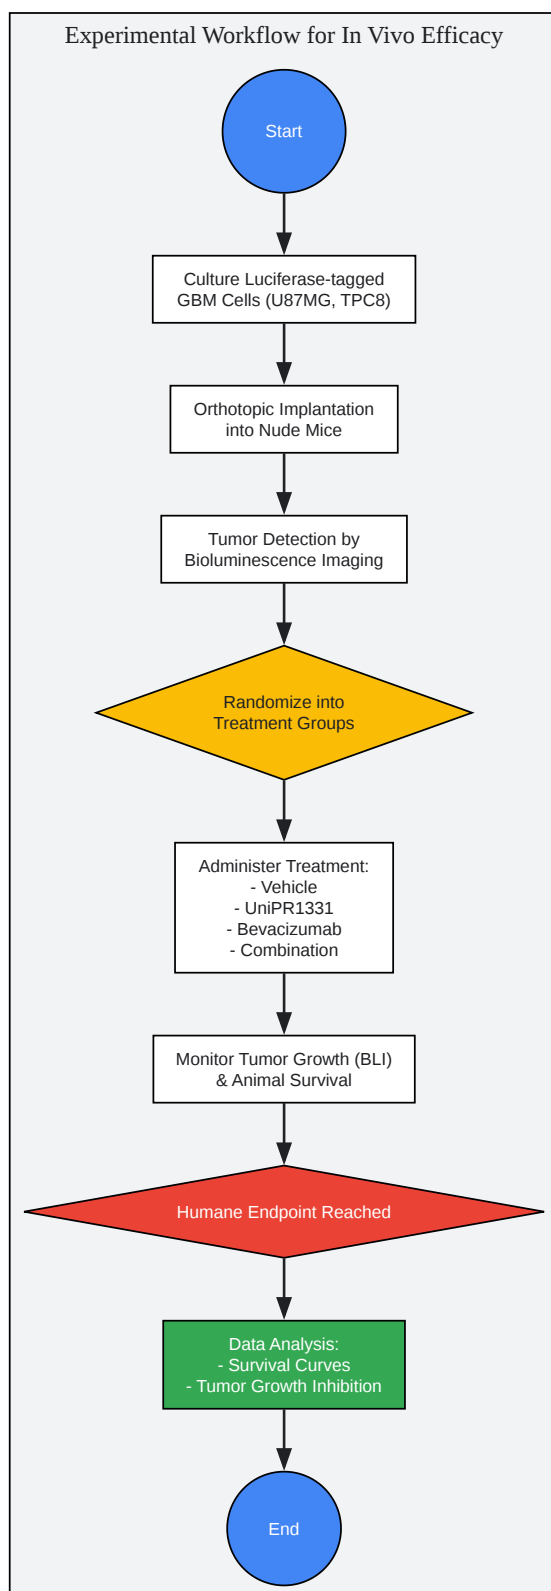 Experimental Workflow for In Vivo Efficacy
Start
Culture Luciferase-tagged
GBM Cells (U87MG, TPC8)
Orthotopic Implantation
into Nude Mice
Tumor Detection by
Bioluminescence Imaging
Randomize into
Treatment Groups
Administer Treatment:
- Vehicle
- UniPR1331
- Bevacizumab
- Combination
Monitor Tumor Growth (BLI)
& Animal Survival
Humane Endpoint Reached
Data Analysis:
- Survival Curves
- Tumor Growth Inhibition
End